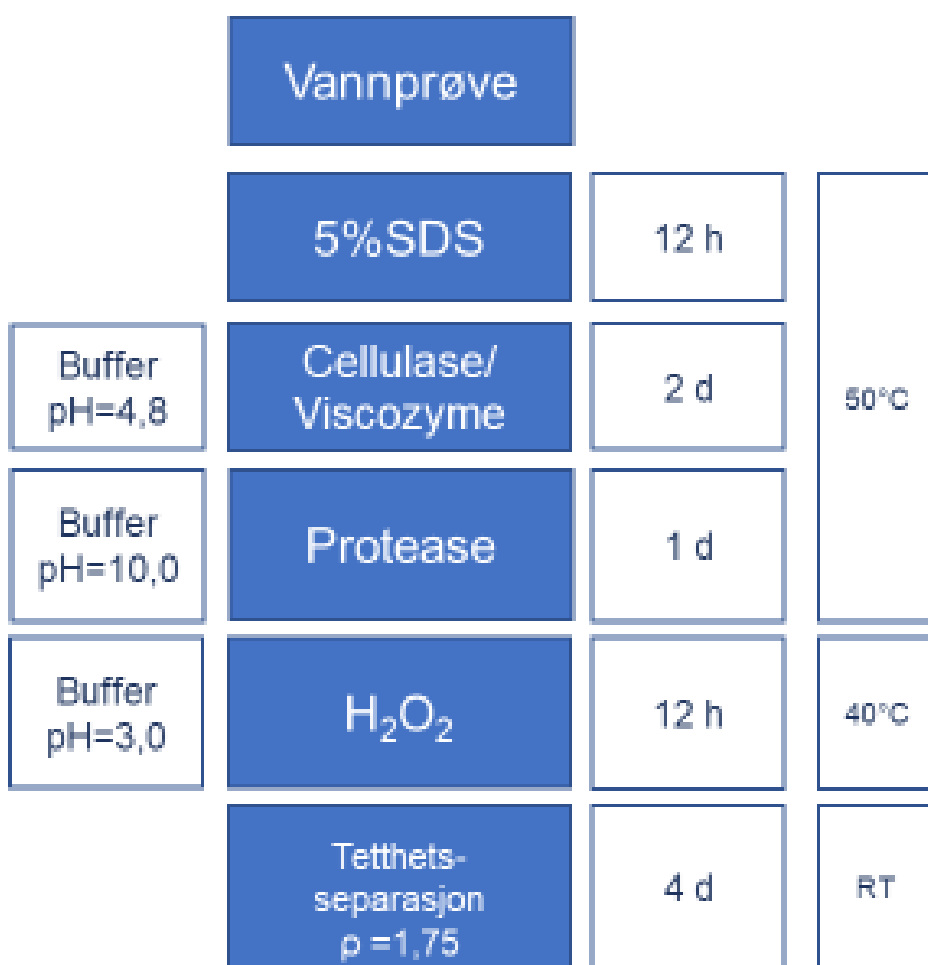 Vannprøve
5%SDS
12 h
50°C
Buffer
pH=4,8
Cellulase/
Viscozyme
2 d
Buffer
pH=10,0
Protease
1 d
Buffer
pH=3,0
H₂O₂
12 h
40°C
Tetthets-
separasjon
ρ =1,75
4 d
RT